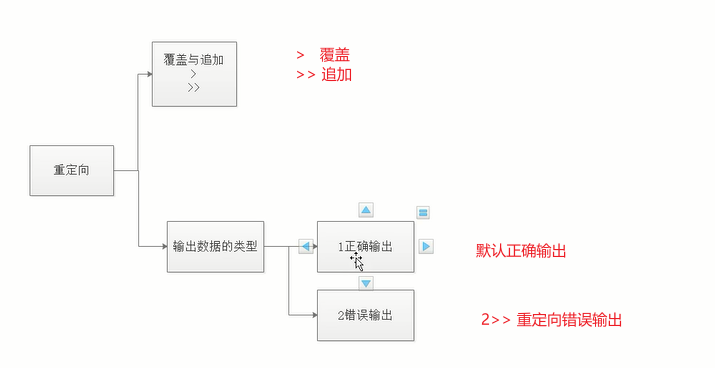 覆盖与追加
>
>>
> 覆盖
>> 追加
重定向
输出数据的类型
1正确输出
默认正确输出
2错误输出
2>> 重定向错误输出